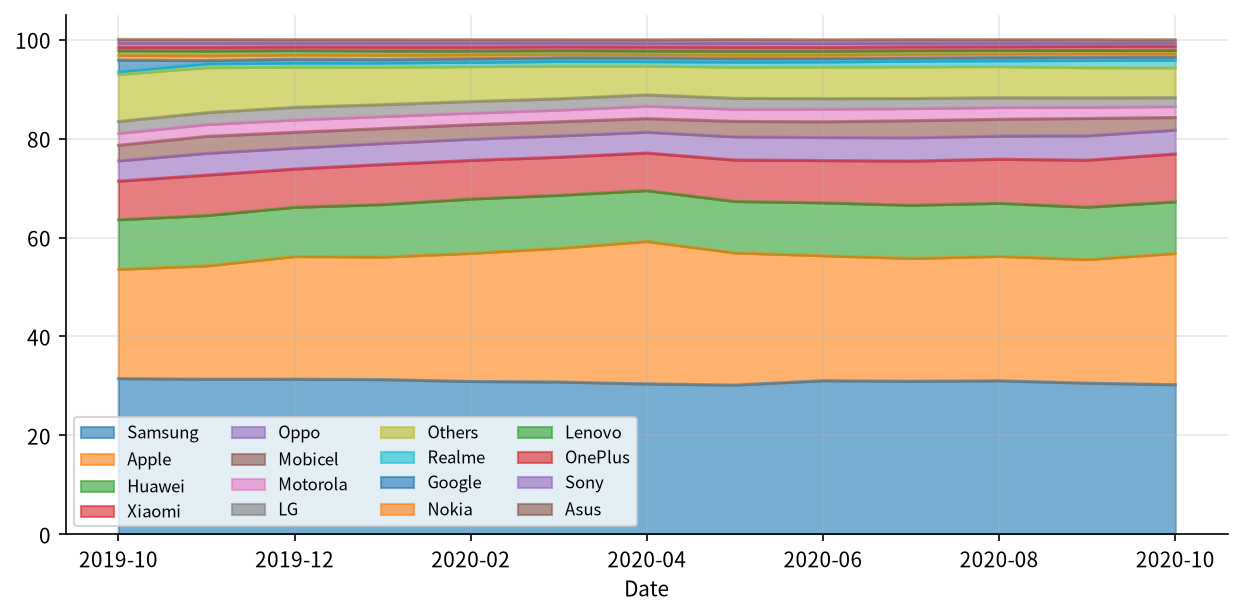 100
80
60
40
20
0
Samsung
Apple
Huawei
Xiaomi
Oppo
Mobicel
Motorola
LG
Others
Realme
Google
Nokia
Lenovo
OnePlus
Sony
Asus
2019-10 2019-12 2020-02 2020-04 2020-06 2020-08 2020-10
Date